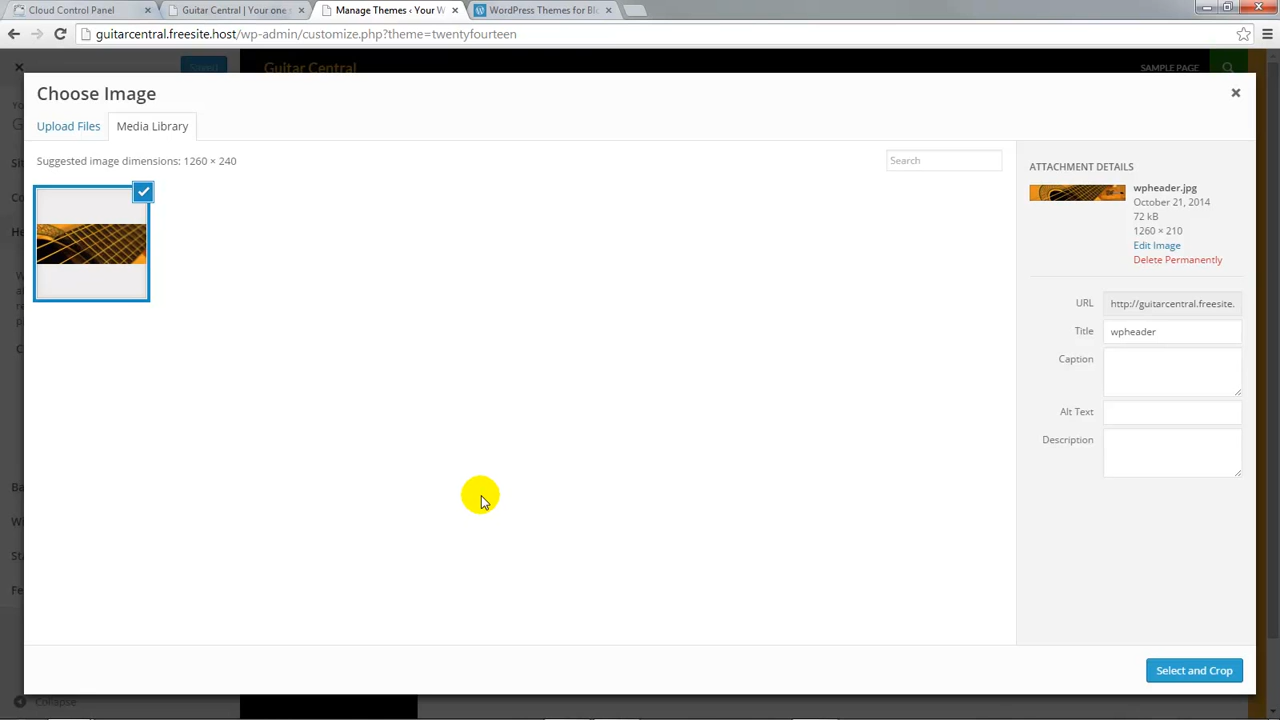 Cloud Control Panel
Guitar Central | Your one s
Manage Themes ‹ Your W
WordPress Themes for Blo
guitarcentral.freesite.host/wp-admin/customize.php?theme=twentyfourteen
Saved
Guitar Central
SAMPLE PAGE
Choose Image
Upload Files
Media Library
Suggested image dimensions: 1260 × 240
Search
ATTACHMENT DETAILS
wpheader.jpg
October 21, 2014
72 kB
1260 × 210
Edit Image
Delete Permanently
URL
http://guitarcentral.freesite.
Title
wpheader
Caption
Alt Text
Description
Select and Crop
Collapse